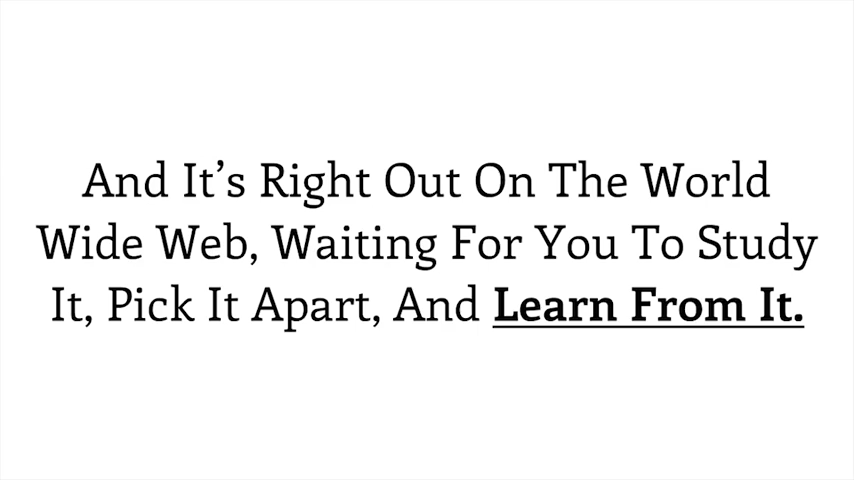 And It’s Right Out On The World
Wide Web, Waiting For You To Study
It, Pick It Apart, And Learn From It.